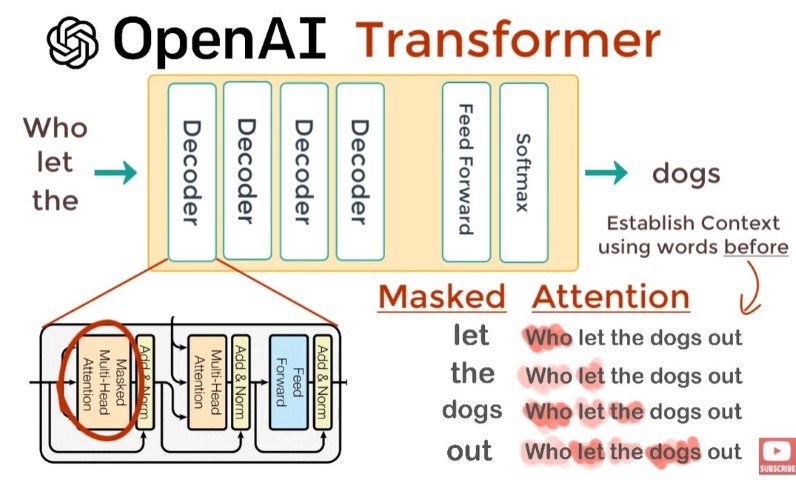 OpenAI Transformer
Who
let
the
Decoder
Decoder
Decoder
Decoder
Feed Forward
Softmax
dogs
Establish Context
using words before
Masked Attention
let Who let the dogs out
the Who let the dogs out
dogs Who let the dogs out
out Who let the dogs out
Masked
Multi-Head
Attention
Add & Norm
Multi-Head
Attention
Add & Norm
Feed
Forward
Add & Norm
SUBSCRIBE